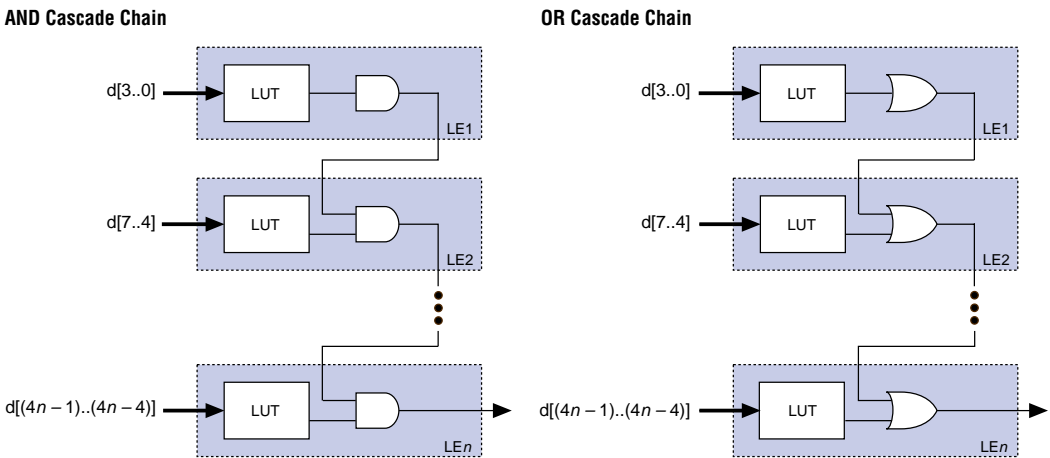 AND Cascade Chain
d[3..0]
LUT
LE1
d[7..4]
LUT
LE2
d[(4n – 1)..(4n – 4)]
LUT
LEn
OR Cascade Chain
d[3..0]
LUT
LE1
d[7..4]
LUT
LE2
d[(4n – 1)..(4n – 4)]
LUT
LEn